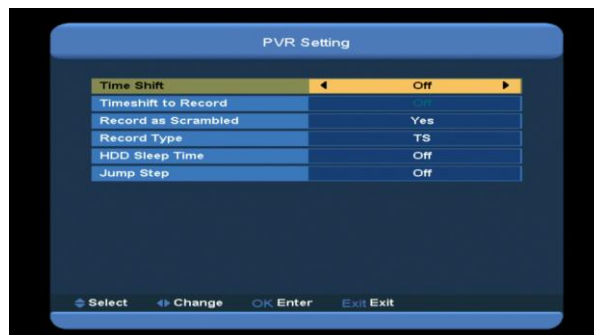 PVR Setting
Time Shift Off
Timeshift to Record Off
Record as Scrambled Yes
Record Type TS
HDD Sleep Time Off
Jump Step Off
Select Change OK Enter Exit Exit